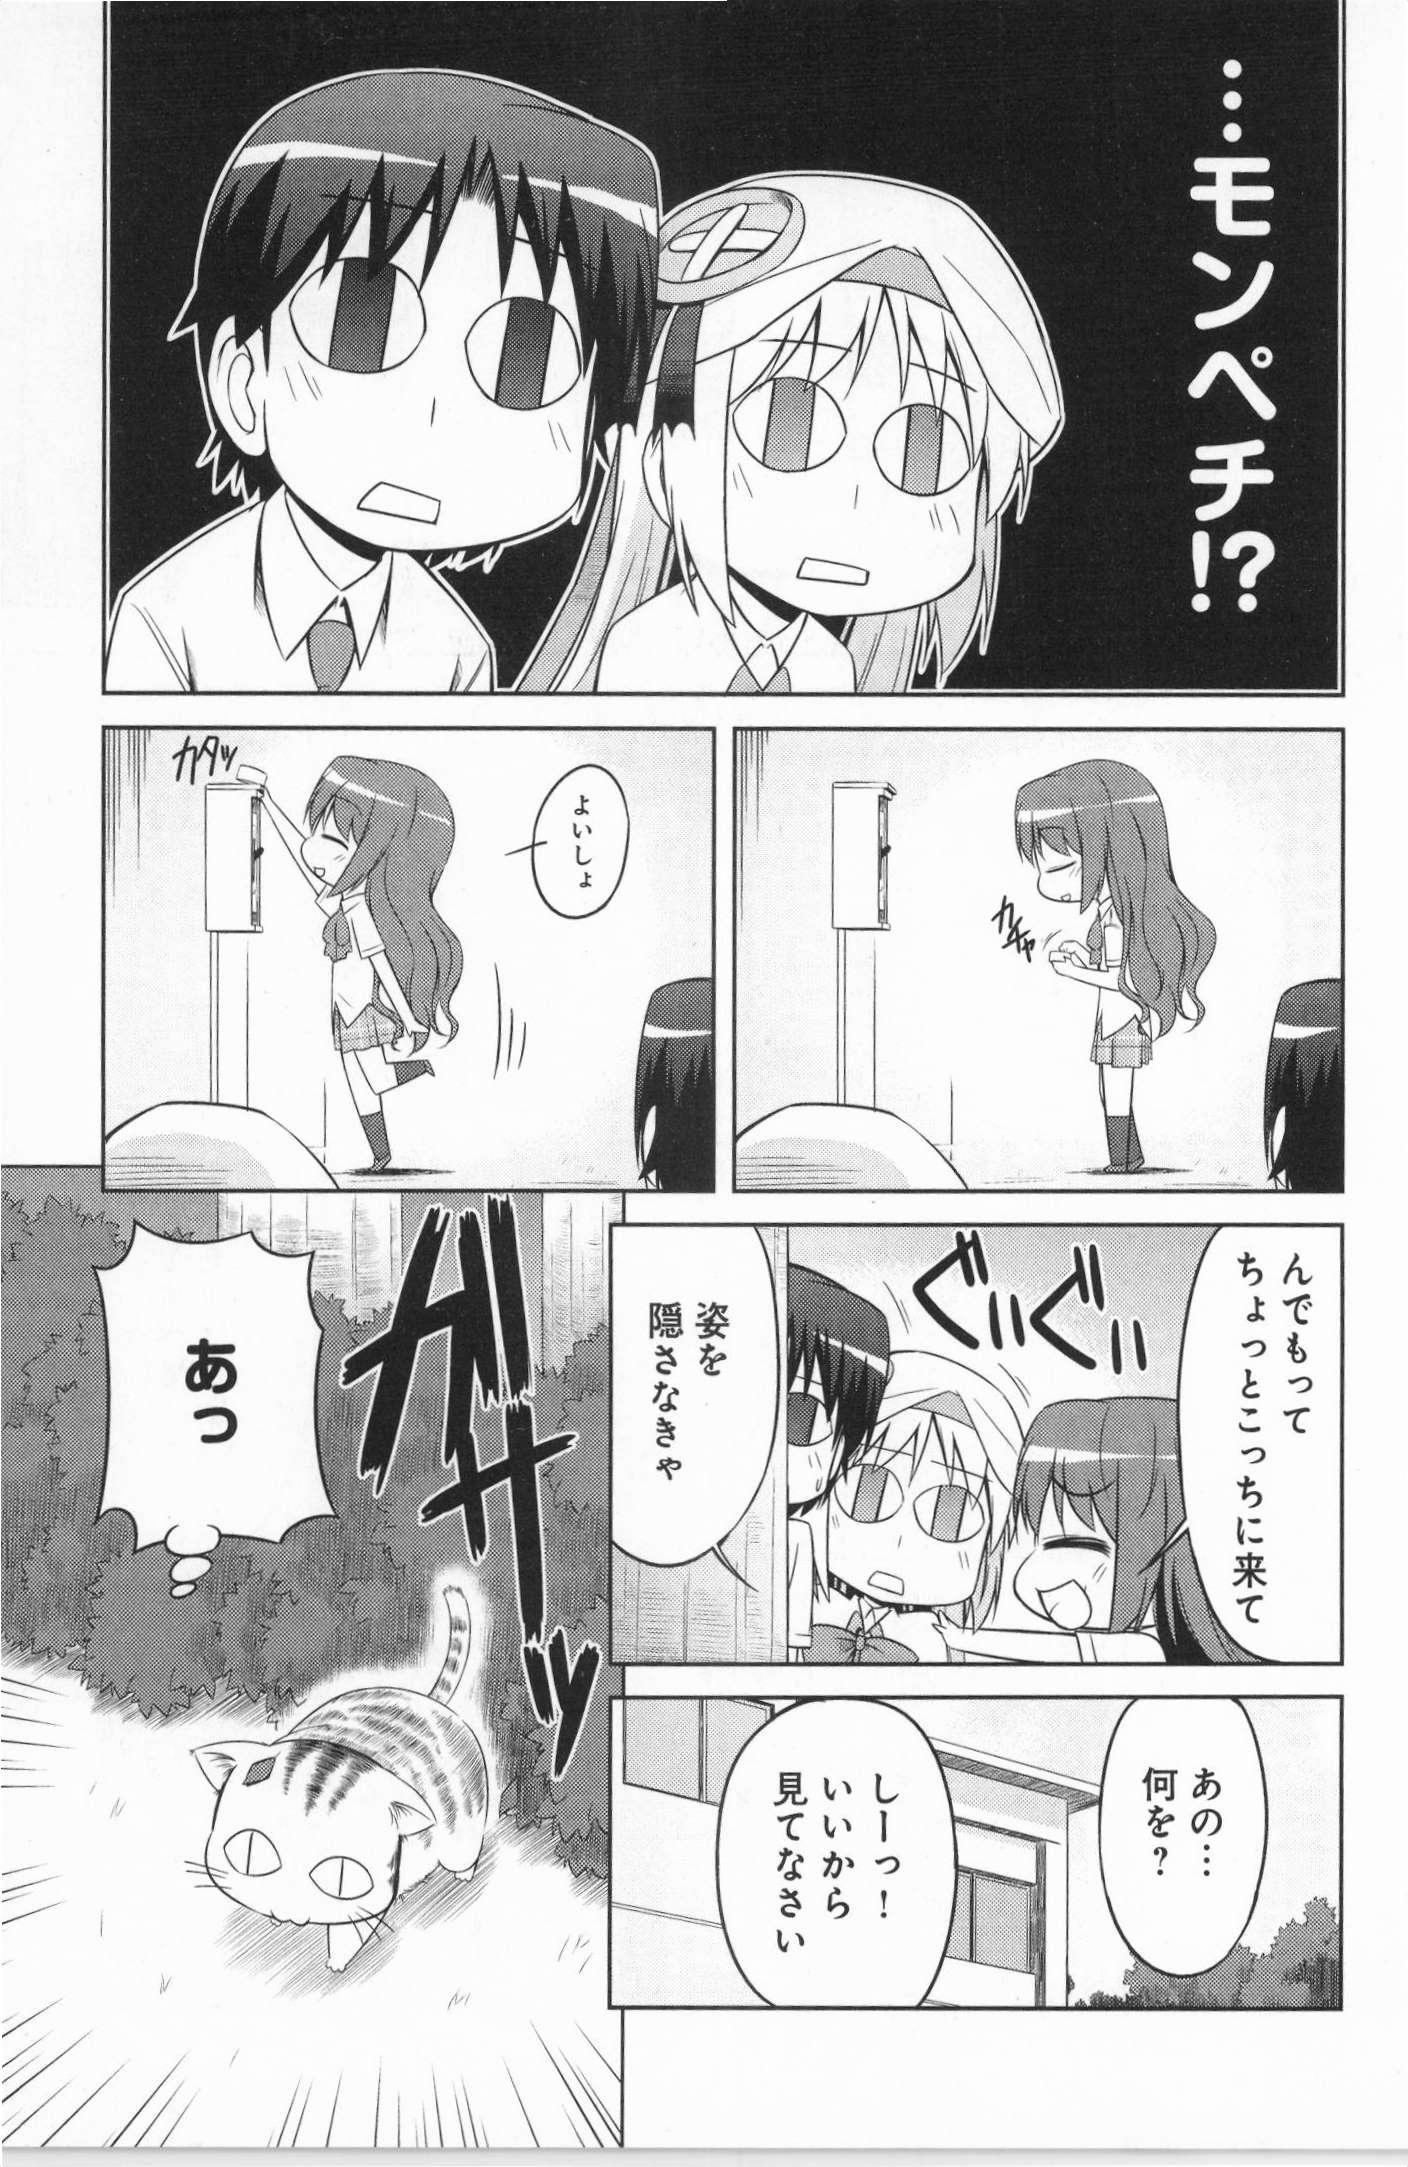 …モンペチ!?
ガチャ
よいしょ
カタッ
んでもって
ちょっとこっちに来て
ぐいぐい
姿を
隠さなきゃ
あの…
何を?
しーっ!
いいから
見てなさい
ガサッ
あっ